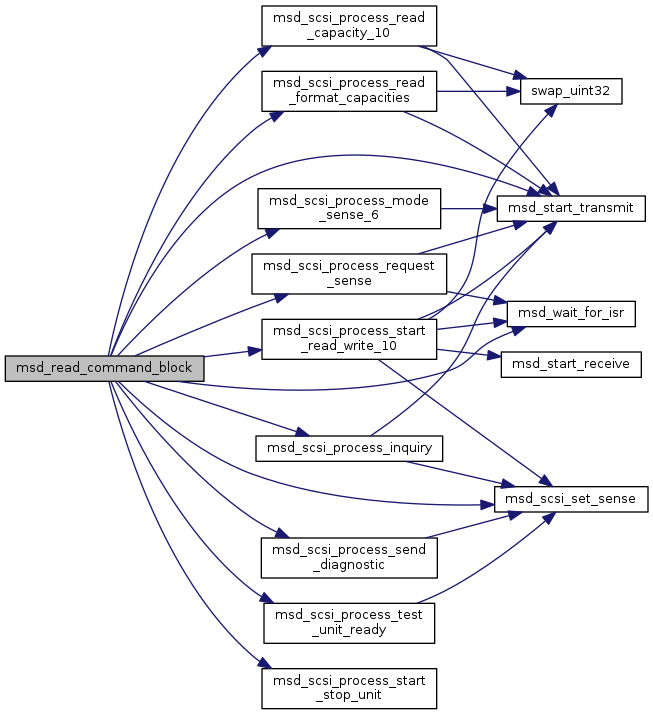 msd_scsi_process_read
_capacity_10
msd_scsi_process_read
_format_capacities
swap_uint32
msd_scsi_process_mode
_sense_6
msd_start_transmit
msd_scsi_process_request
_sense
msd_wait_for_isr
msd_scsi_process_start
_read_write_10
msd_start_receive
msd_read_command_block
msd_scsi_process_inquiry
msd_scsi_set_sense
msd_scsi_process_send
_diagnostic
msd_scsi_process_test
_unit_ready
msd_scsi_process_start
_stop_unit